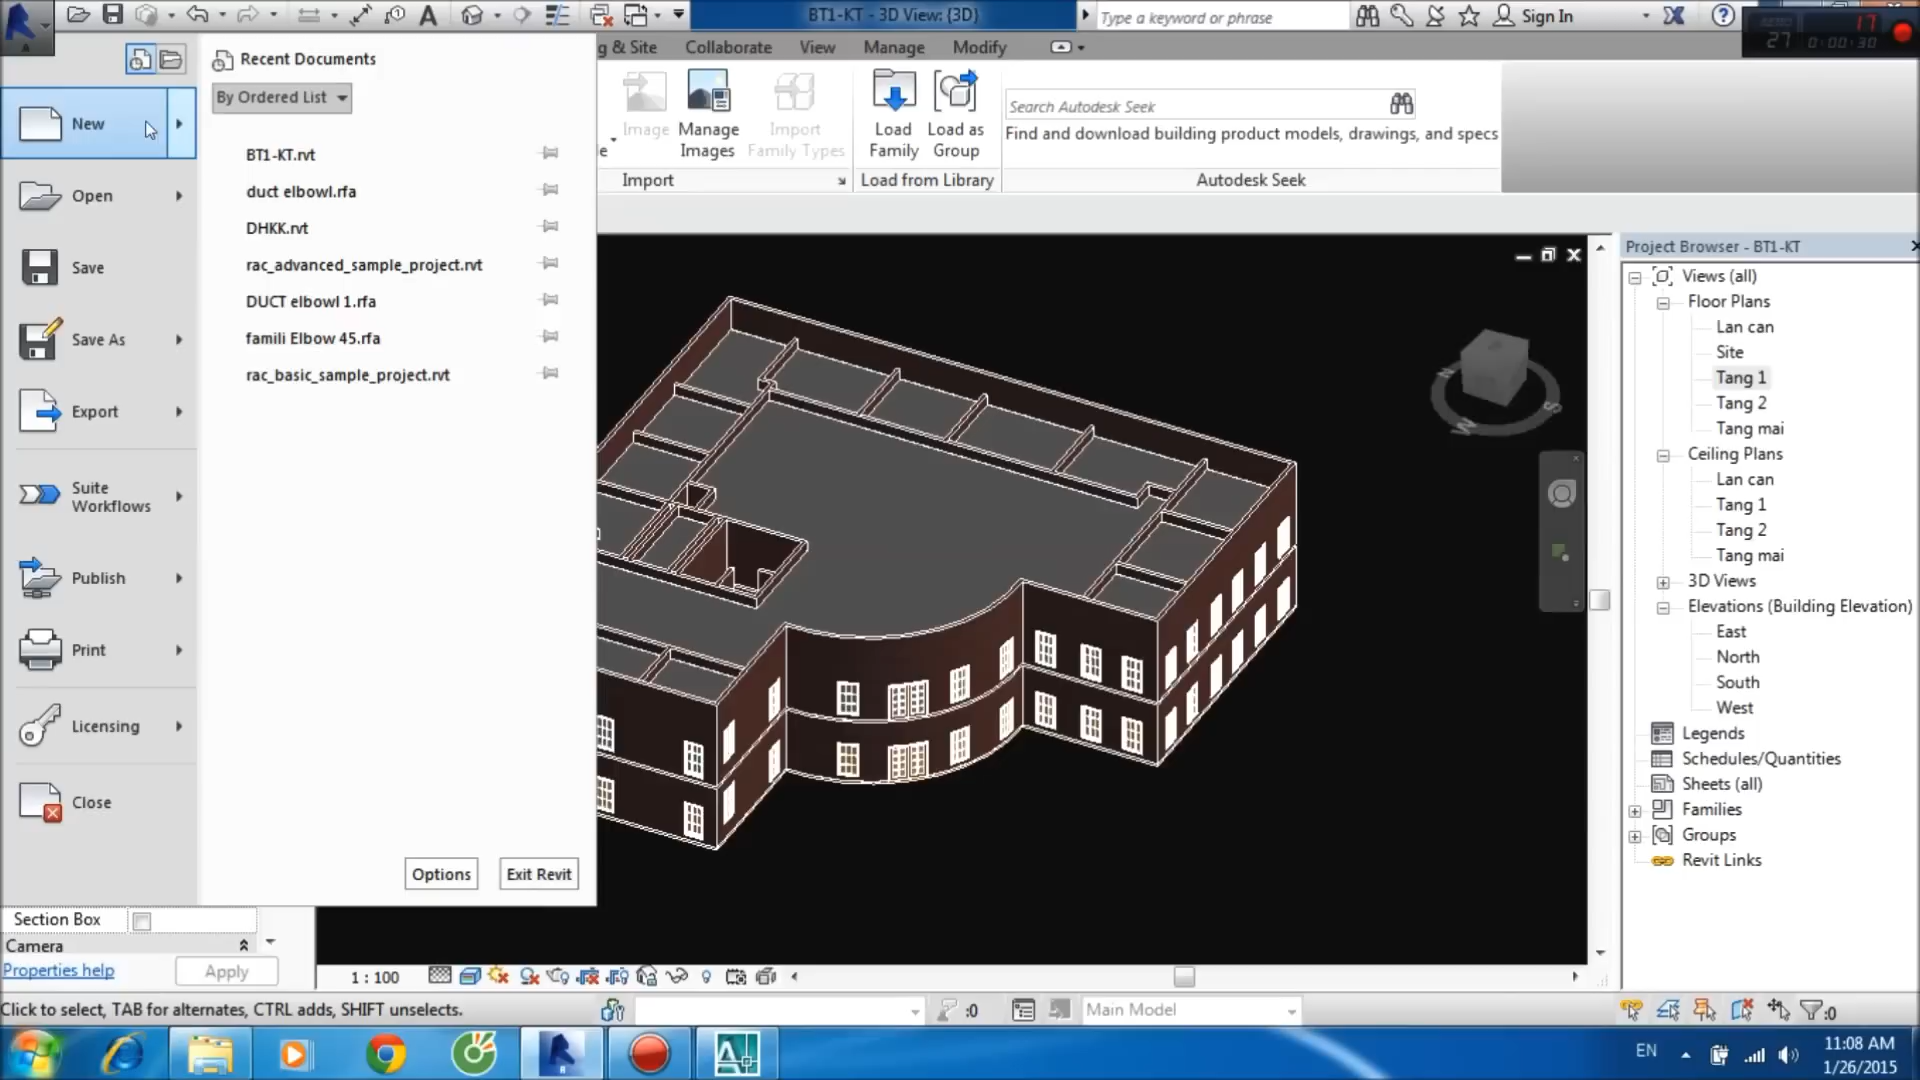 BT1-KT - 3D View: {3D}
Type a keyword or phrase
Sign In
17
27
0:00:30
g & Site
Collaborate
View
Manage
Modify
Recent Documents
By Ordered List
New
Open
Save
Save As
Export
Suite
Workflows
Publish
Print
Licensing
Close
BT1-KT.rvt
duct elbowl.rfa
DHKK.rvt
rac_advanced_sample_project.rvt
DUCT elbowl 1.rfa
famili Elbow 45.rfa
rac_basic_sample_project.rvt
Options
Exit Revit
e
Image
Manage
Images
Import
Family Types
Load
Family
Load as
Group
Search Autodesk Seek
Find and download building product models, drawings, and specs
Import
Load from Library
Autodesk Seek
N
W
S
Project Browser - BT1-KT
Views (all)
Floor Plans
Lan can
Site
Tang 1
Tang 2
Tang mai
Ceiling Plans
Lan can
Tang 1
Tang 2
Tang mai
3D Views
Elevations (Building Elevation)
East
North
South
West
Legends
Schedules/Quantities
Sheets (all)
Families
Groups
Revit Links
Section Box
Camera
Properties help
Apply
1 : 100
Click to select, TAB for alternates, CTRL adds, SHIFT unselects.
:0
Main Model
:0
EN
11:08 AM
1/26/2015